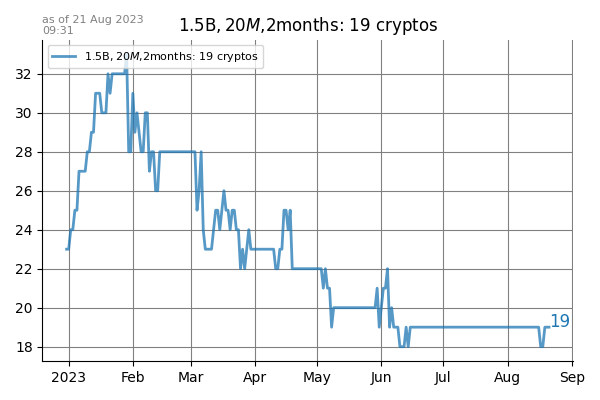 as of 21 Aug 2023
09:31
1.5B, 20M,2months: 19 cryptos
1.5B, 20M,2months: 19 cryptos
32
30
28
26
24
22
20
18
19
2023 Feb Mar Apr May Jun Jul Aug Sep